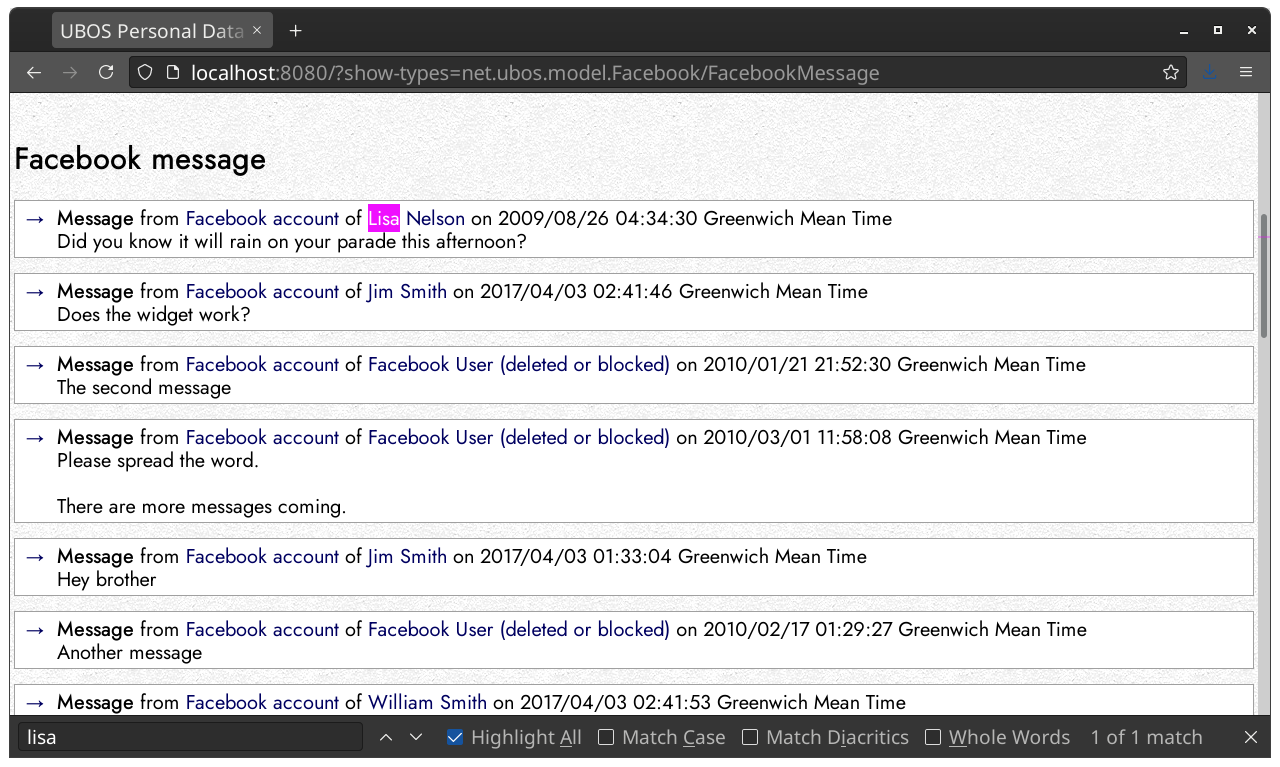 UBOS Personal Data
localhost:8080/?show-types=net.ubos.model.Facebook/FacebookMessage
Facebook message
→ Message from Facebook account of Lisa Nelson on 2009/08/26 04:34:30 Greenwich Mean Time
Did you know it will rain on your parade this afternoon?
→ Message from Facebook account of Jim Smith on 2017/04/03 02:41:46 Greenwich Mean Time
Does the widget work?
→ Message from Facebook account of Facebook User (deleted or blocked) on 2010/01/21 21:52:30 Greenwich Mean Time
The second message
→ Message from Facebook account of Facebook User (deleted or blocked) on 2010/03/01 11:58:08 Greenwich Mean Time
Please spread the word.
There are more messages coming.
→ Message from Facebook account of Jim Smith on 2017/04/03 01:33:04 Greenwich Mean Time
Hey brother
→ Message from Facebook account of Facebook User (deleted or blocked) on 2010/02/17 01:29:27 Greenwich Mean Time
Another message
→ Message from Facebook account of William Smith on 2017/04/03 02:41:53 Greenwich Mean Time
lisa Highlight All Match Case Match Diacritics Whole Words 1 of 1 match